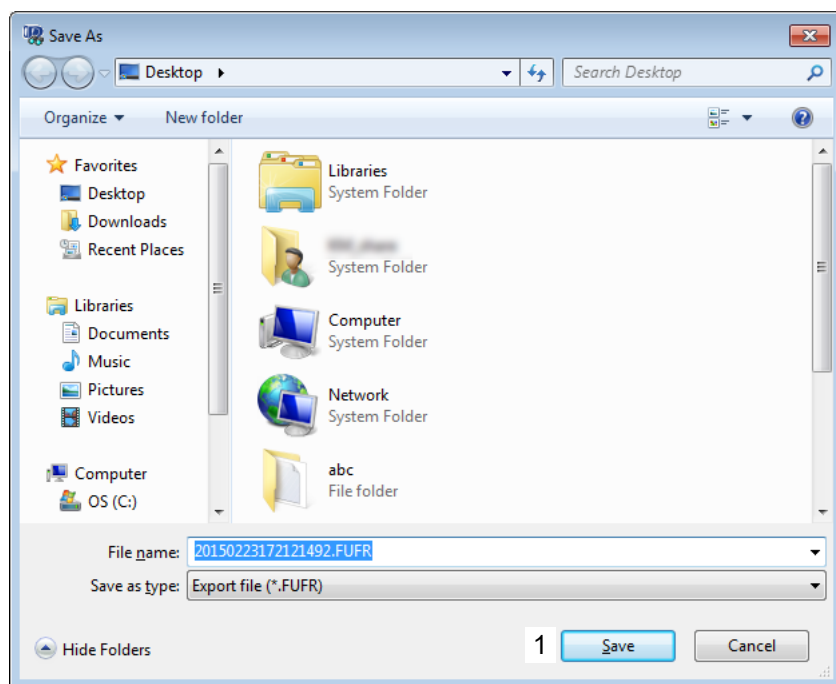 Save As
Desktop
Search Desktop
Organize
New folder
Favorites
Desktop
Downloads
Recent Places
Libraries
Documents
Music
Pictures
Videos
Computer
OS (C:)
Libraries
System Folder
System Folder
Computer
System Folder
Network
System Folder
abc
File folder
File name: 20150223172121492.FUFR
Save as type: Export file (*.FUFR)
Hide Folders
1 Save Cancel